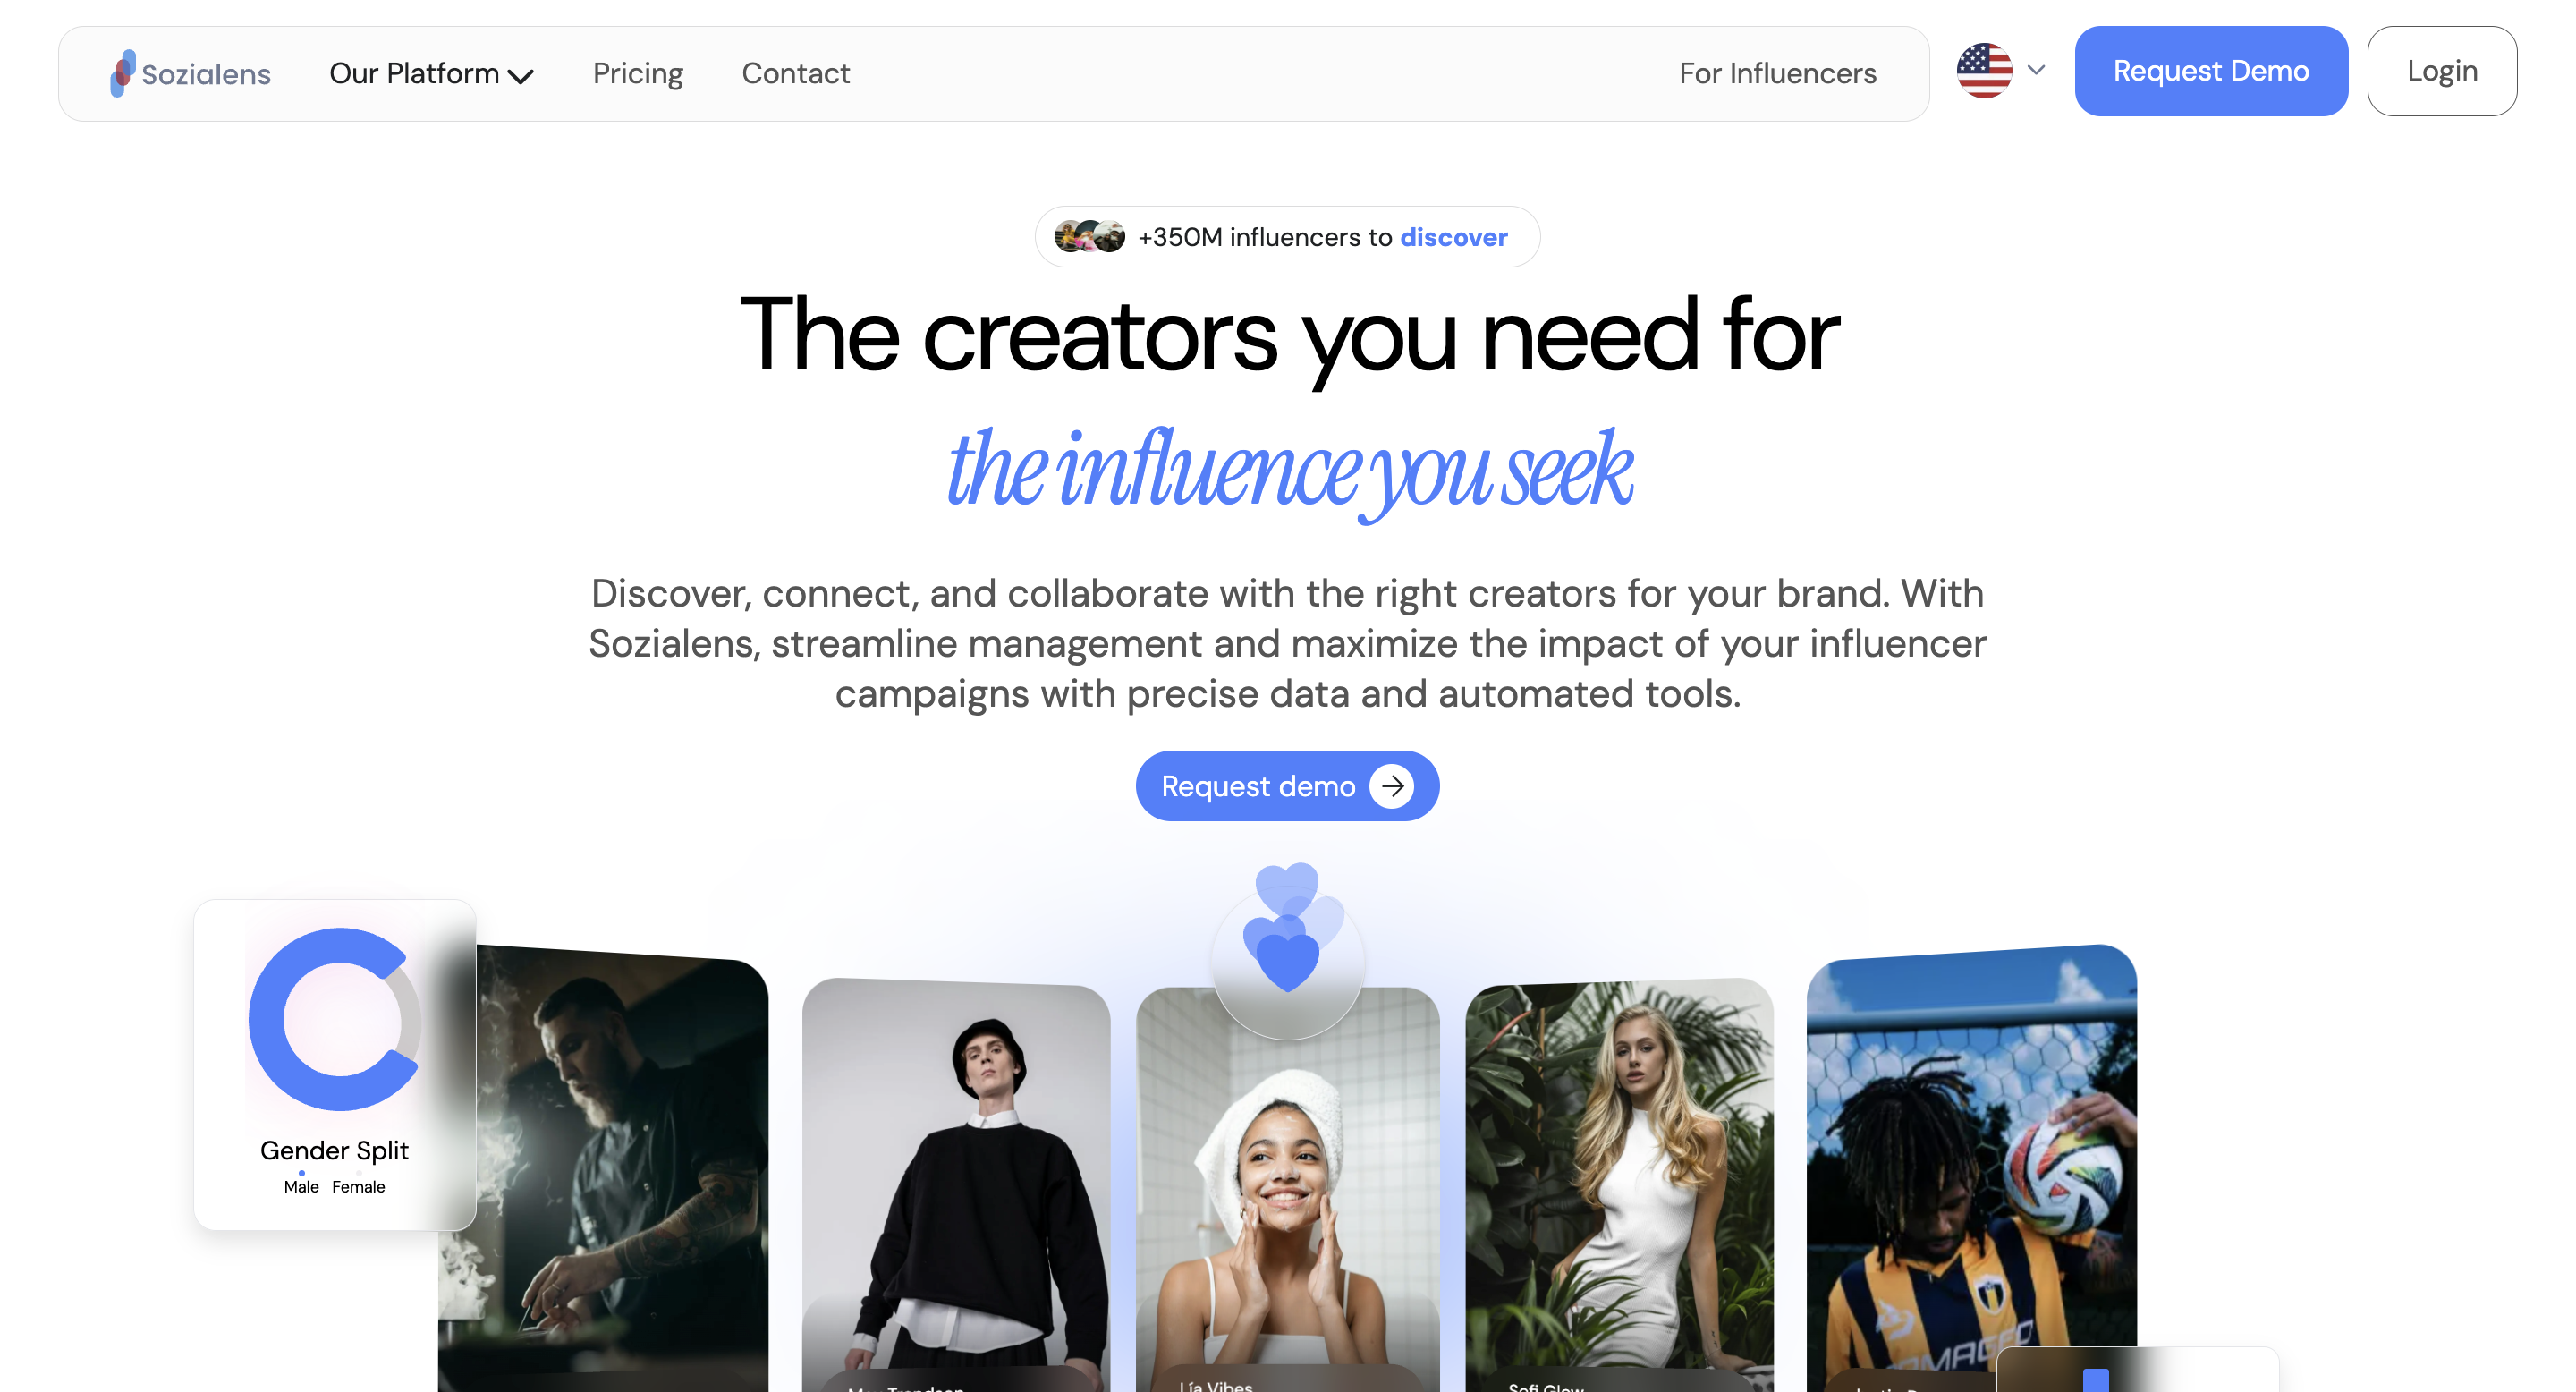 Sozialens
Our Platform
Pricing
Contact
For Influencers
Request Demo
Login
+350M influencers to discover
The creators you need for
the influence you seek
Discover, connect, and collaborate with the right creators for your brand. With
Sozialens, streamline management and maximize the impact of your influencer
campaigns with precise data and automated tools.
Request demo
Gender Split
Male Female
Lía Vibes
Sofi Glow